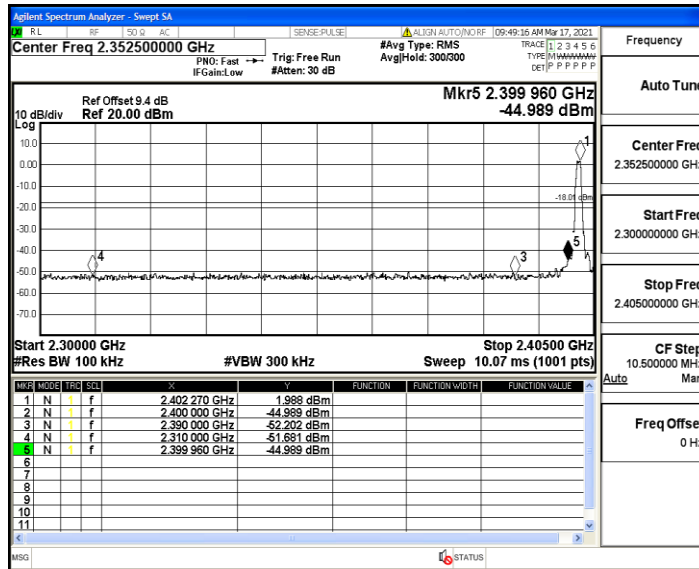 Agilent Spectrum Analyzer - Swept SA
RL RF 50 Ω AC SENSE:PULSE ALIGN AUTO/NO RF 09:49:16 AM Mar 17, 2021
Center Freq 2.352500000 GHz #Avg Type: RMS TRACE 1 2 3 4 5 6
PNO: Fast Trig: Free Run Avg|Hold: 300/300 TYPE M W W W W W
IFGain:Low #Atten: 30 dB DET P P P P P P
Ref Offset 9.4 dB Mkr5 2.399 960 GHz
10 dB/div Ref 20.00 dBm -44.989 dBm
Log
10.0
0.00
-10.0
-20.0
-30.0
-40.0
-50.0
-60.0
-70.0
1
-18.01 dBm
5
4
3
Start 2.30000 GHz Stop 2.40500 GHz
#Res BW 100 kHz #VBW 300 kHz Sweep 10.07 ms (1001 pts)
MKR MODE TRC SCL X Y FUNCTION FUNCTION WIDTH FUNCTION VALUE
1 N 1 f 2.402 270 GHz 1.988 dBm
2 N 1 f 2.400 000 GHz -44.989 dBm
3 N 1 f 2.390 000 GHz -52.202 dBm
4 N 1 f 2.310 000 GHz -51.681 dBm
5 N 1 f 2.399 960 GHz -44.989 dBm
6
7
8
9
10
11
MSG STATUS
Frequency
Auto Tune
Center Freq
2.352500000 GHz
Start Freq
2.300000000 GHz
Stop Freq
2.405000000 GHz
CF Step
10.500000 MHz
Auto Man
Freq Offset
0 Hz